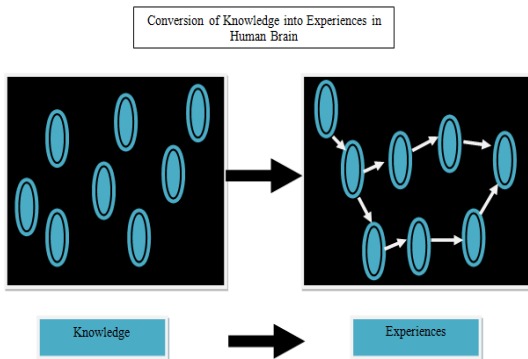 Conversion of Knowledge into Experiences in
Human Brain
Knowledge
Experiences